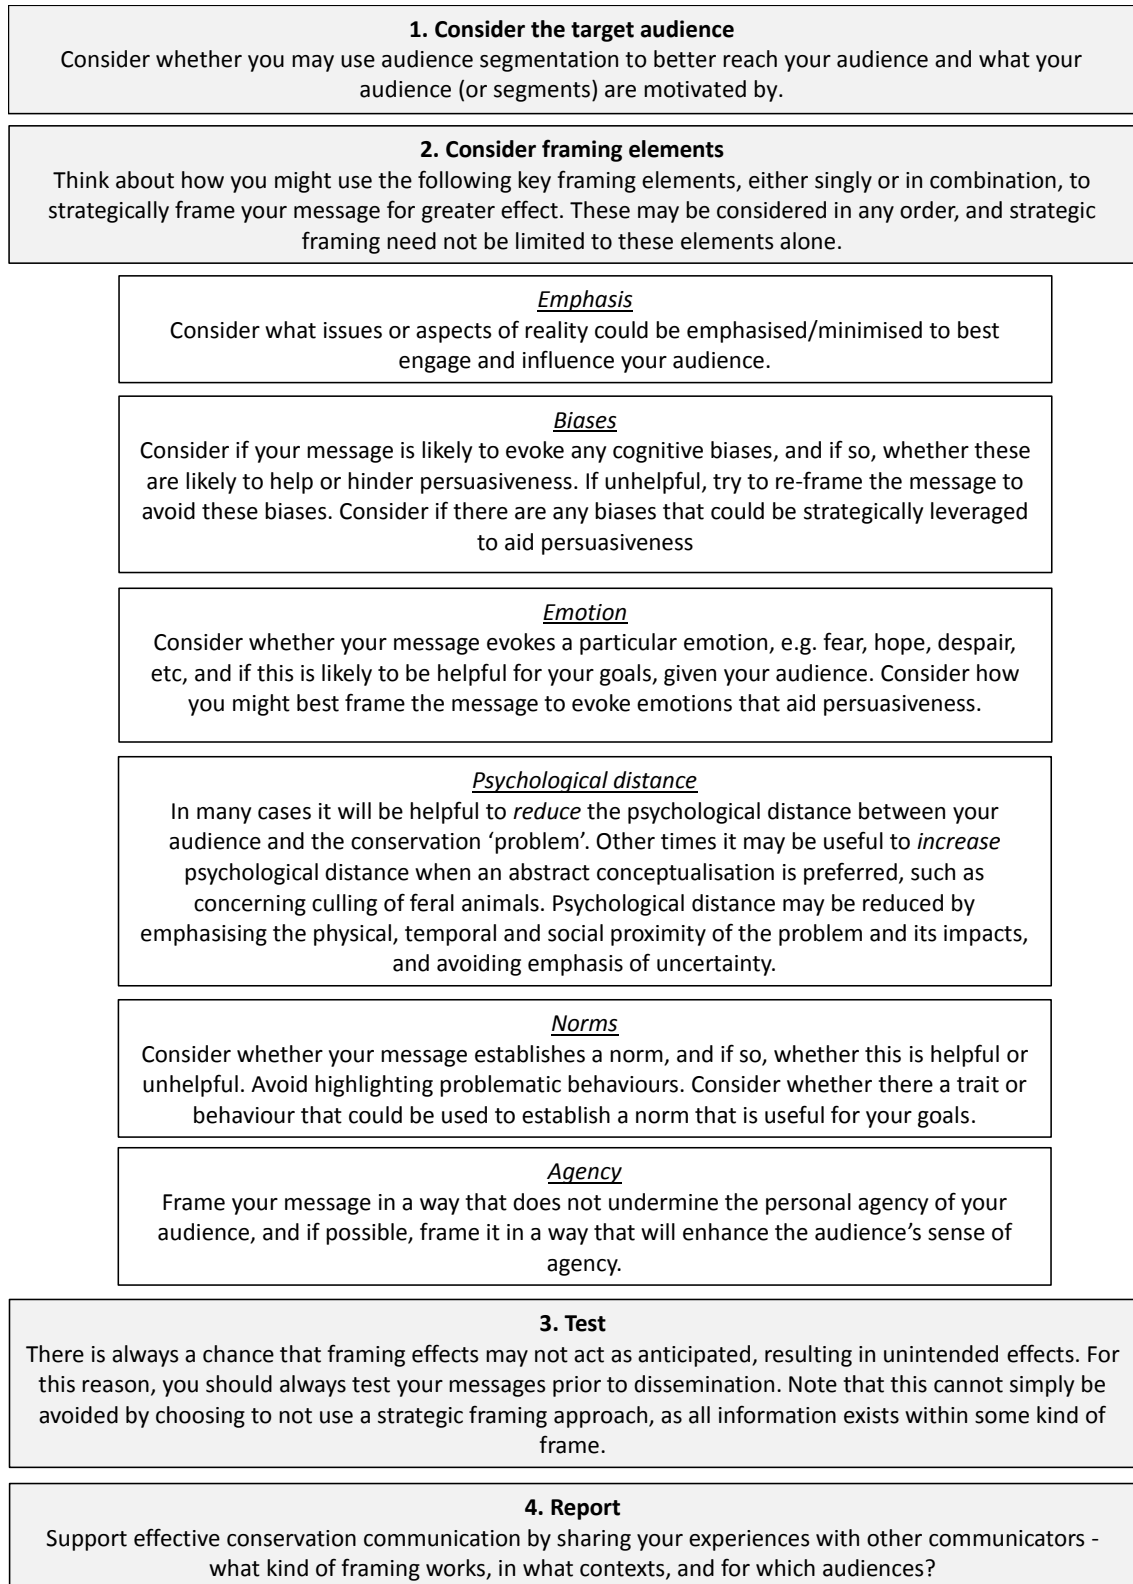 1. Consider the target audience
Consider whether you may use audience segmentation to better reach your audience and what your
audience (or segments) are motivated by.
2. Consider framing elements
Think about how you might use the following key framing elements, either singly or in combination, to
strategically frame your message for greater effect. These may be considered in any order, and strategic
framing need not be limited to these elements alone.
Emphasis
Consider what issues or aspects of reality could be emphasised/minimised to best
engage and influence your audience.
Biases
Consider if your message is likely to evoke any cognitive biases, and if so, whether these
are likely to help or hinder persuasiveness. If unhelpful, try to re-frame the message to
avoid these biases. Consider if there are any biases that could be strategically leveraged
to aid persuasiveness
Emotion
Consider whether your message evokes a particular emotion, e.g. fear, hope, despair,
etc, and if this is likely to be helpful for your goals, given your audience. Consider how
you might best frame the message to evoke emotions that aid persuasiveness.
Psychological distance
In many cases it will be helpful to reduce the psychological distance between your
audience and the conservation ‘problem’. Other times it may be useful to increase
psychological distance when an abstract conceptualisation is preferred, such as
concerning culling of feral animals. Psychological distance may be reduced by
emphasising the physical, temporal and social proximity of the problem and its impacts,
and avoiding emphasis of uncertainty.
Norms
Consider whether your message establishes a norm, and if so, whether this is helpful or
unhelpful. Avoid highlighting problematic behaviours. Consider whether there a trait or
behaviour that could be used to establish a norm that is useful for your goals.
Agency
Frame your message in a way that does not undermine the personal agency of your
audience, and if possible, frame it in a way that will enhance the audience’s sense of
agency.
3. Test
There is always a chance that framing effects may not act as anticipated, resulting in unintended effects. For
this reason, you should always test your messages prior to dissemination. Note that this cannot simply be
avoided by choosing to not use a strategic framing approach, as all information exists within some kind of
frame.
4. Report
Support effective conservation communication by sharing your experiences with other communicators -
what kind of framing works, in what contexts, and for which audiences?